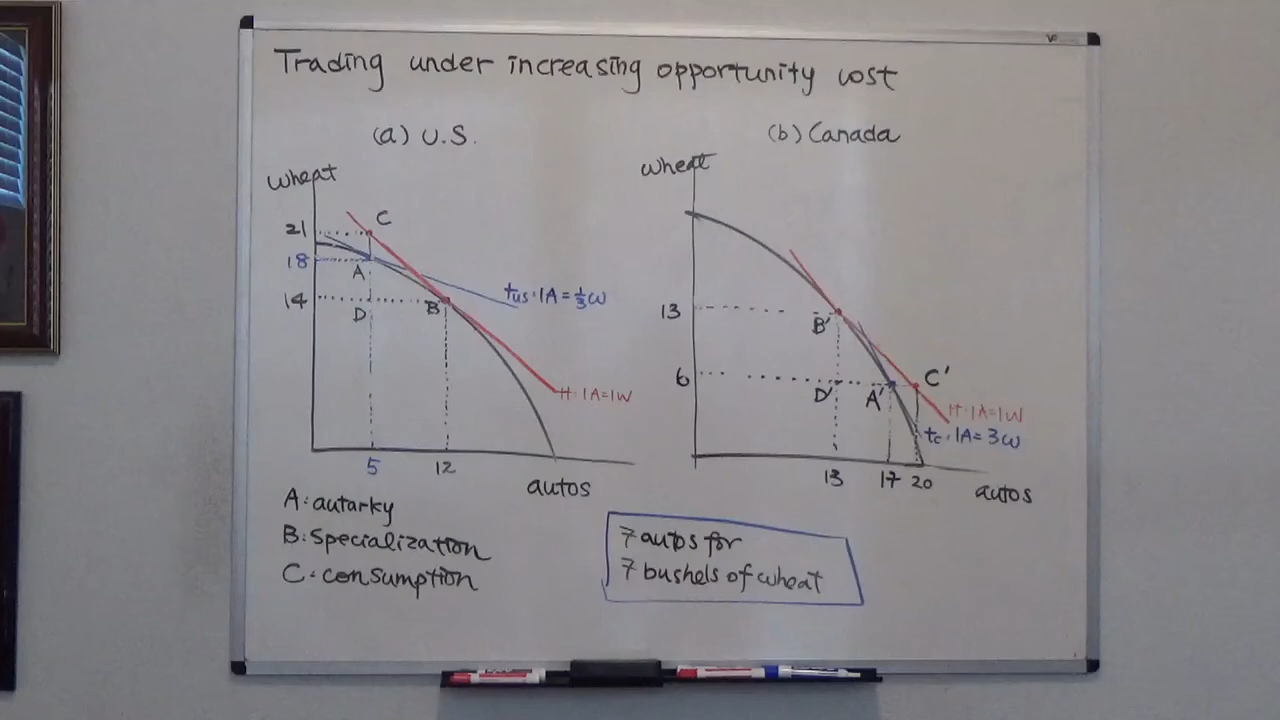 Trading under increasing opportunity cost
(a) U.S.
(b) Canada
wheat
21
C
18
A
tus: 1A = 1/3 W
14
D
B
tt: 1A = 1W
5
12
autos
wheat
13
B'
6
D'
A'
C'
tt: 1A = 1W
tc: 1A = 3W
13
17
20
autos
A: autarky
B: specialization
C: consumption
7 autos for
7 bushels of wheat